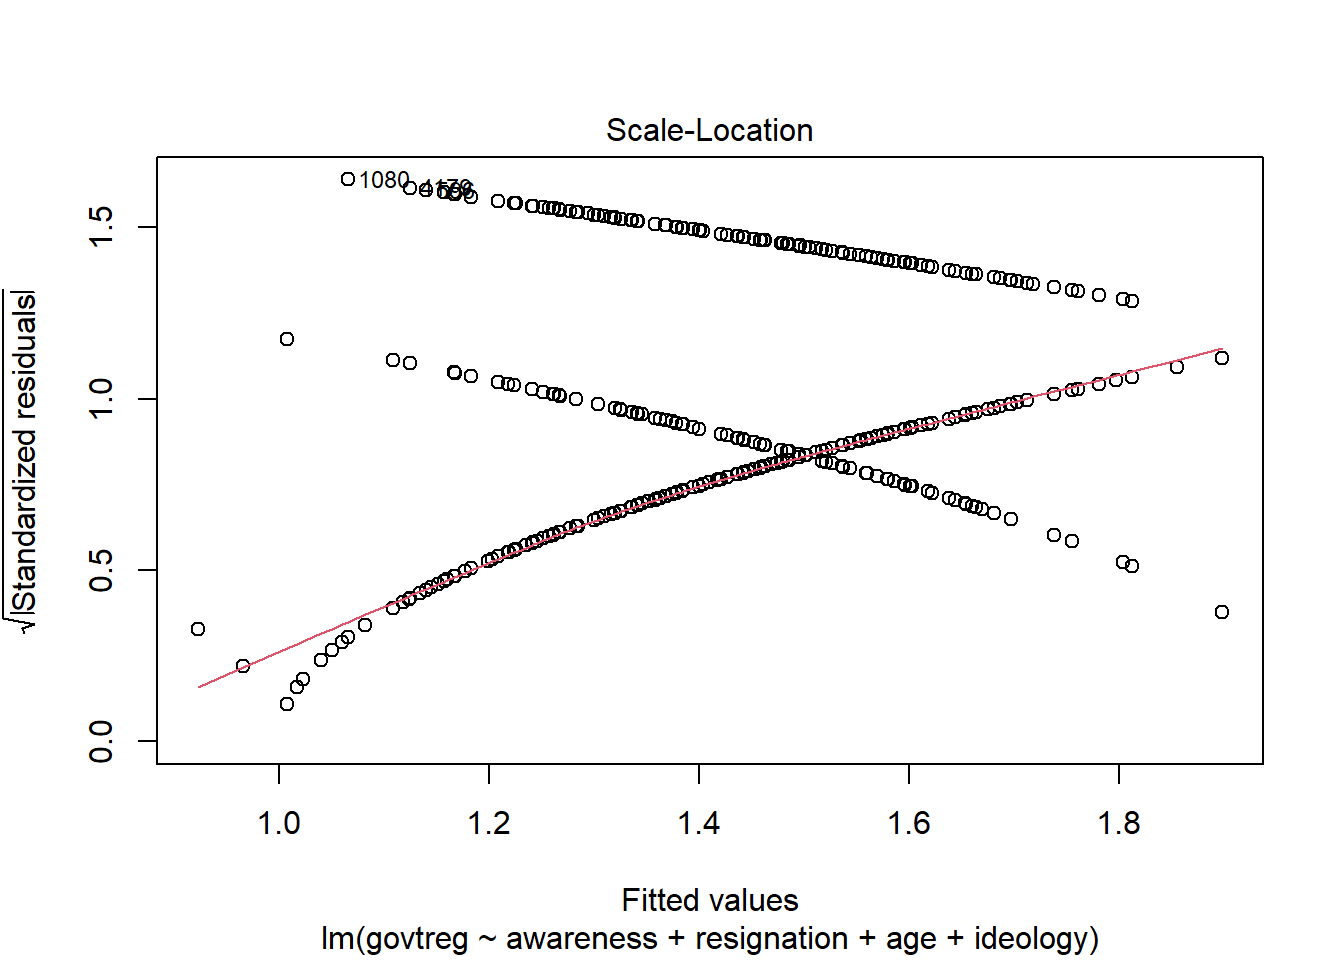 Scale-Location
1080
√|Standardized residuals|
0.0
0.5
1.0
1.5
1.0
1.2
1.4
1.6
1.8
Fitted values
lm(govtreg ~ awareness + resignation + age + ideology)